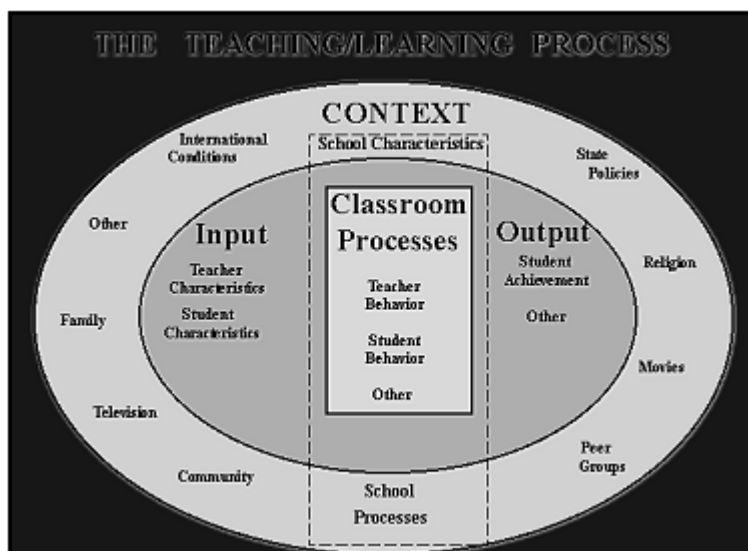 THE TEACHING/LEARNING PROCESS
CONTEXT
School Characteristics
International
Conditions
State
Policies
Other
Religion
Family
Movies
Television
Peer
Groups
Community
School
Processes
Input
Teacher
Characteristics
Student
Characteristics
Classroom
Processes
Teacher
Behavior
Student
Behavior
Other
Output
Student
Achievement
Other